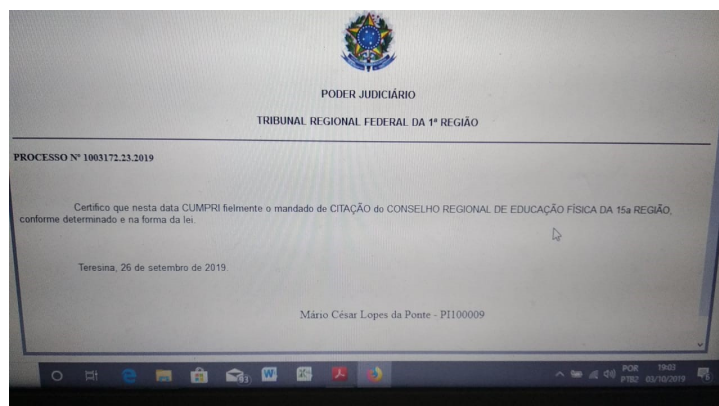 PODER JUDICIÁRIO
TRIBUNAL REGIONAL FEDERAL DA 1ª REGIÃO
PROCESSO Nº 1003172.23.2019
Certifico que nesta data CUMPRI fielmente o mandado de CITAÇÃO do CONSELHO REGIONAL DE EDUCAÇÃO FÍSICA DA 15a REGIÃO,
conforme determinado e na forma da lei.
Teresina, 26 de setembro de 2019.
Mário César Lopes da Ponte - PI100009
POR 19:03
PTB2 03/10/2019